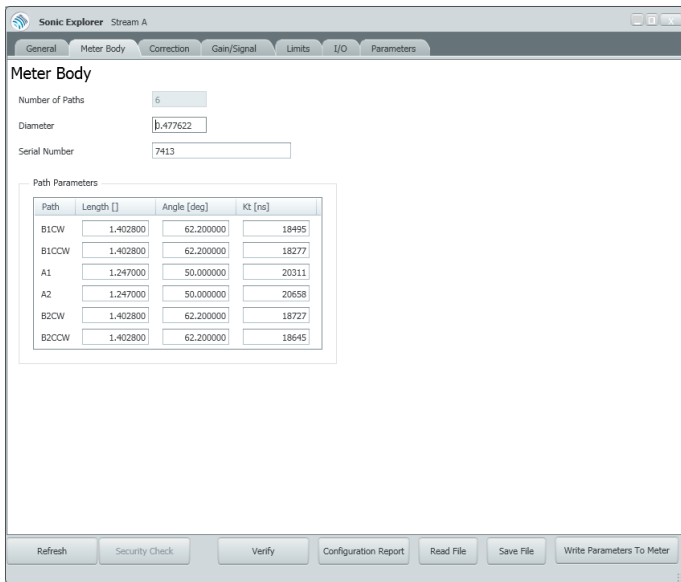 Sonic Explorer Stream A
General Meter Body Correction Gain/Signal Limits I/O Parameters
Meter Body
Number of Paths 6
Diameter 0.477622
Serial Number 7413
Path Parameters
Path Length [] Angle [deg] Kt [ns]
B1CW 1.402800 62.200000 18495
B1CCW 1.402800 62.200000 18277
A1 1.247000 50.000000 20311
A2 1.247000 50.000000 20658
B2CW 1.402800 62.200000 18727
B2CCW 1.402800 62.200000 18645
Refresh Security Check Verify Configuration Report Read File Save File Write Parameters To Meter